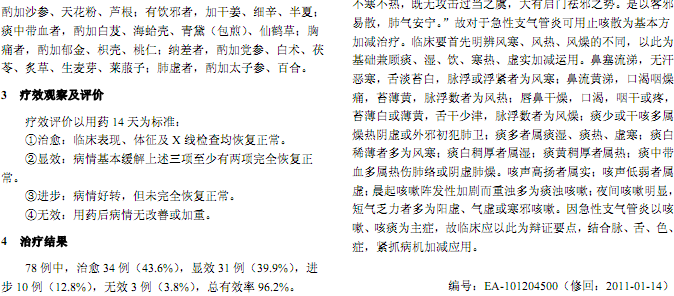 酌加沙参、天花粉、芦根；有饮邪者，加干姜、细辛、半夏；
痰中带血者，酌加白芨、海蛤壳、青黛（包煎）、仙鹤草；胸
痛者，酌加郁金、枳壳、桃仁；纳差者，酌加党参、白术、茯
苓、炙草、生麦芽、莱菔子；肺虚者，酌加太子参、百合。
3 疗效观察及评价
疗效评价以用药 14 天为标准：
①治愈：临床表现、体征及 X 线检查均恢复正常。
②显效：病情基本缓解上述三项至少有两项完全恢复正
常。
③进步：病情好转，但未完全恢复正常。
④无效：用药后病情无改善或加重。
4 治疗结果
78 例中，治愈 34 例（43.6%），显效 31 例（39.9%），进
步 10 例（12.8%），无效 3 例（3.8%），总有效率 96.2%。
不寒不热，既无攻击过当之虞，大有启门祛邪之势。是以客邪
易散，肺气安宁。”故对于急性支气管炎可用止嗽散为基本方
加减治疗。临床要首先明辨风寒、风热、风燥的不同，以此为
基础兼顾痰、湿、饮、寒热、虚实加减运用。鼻塞流涕，无汗
恶寒，舌淡苔白，脉浮或浮紧者为风寒；鼻流黄涕，口渴咽燥
痛，苔薄黄，脉浮数者为风热；唇鼻干燥，口渴，咽干或疼，
苔薄白或薄黄，舌干少津，脉浮数者为风燥；痰少或干咳多属
燥热阴虚或外邪初犯肺卫；痰多者属痰湿、痰热、虚寒；痰白
稀薄者多为风寒；痰白稠厚者属湿；痰黄稠厚者属热；痰中带
血多属热伤肺络或阴虚肺燥。咳声高扬者属实；咳声低弱者属
虚；晨起咳嗽阵发性加剧而重浊多为痰浊咳嗽；夜间咳嗽明显，
短气乏力者多为阳虚、气虚或寒邪咳嗽。因急性支气管炎以咳
嗽、咳痰为主症，故临床应以此为辩证要点，结合脉、舌、色、
症，紧抓病机加减应用。
编号：EA-101204500（修回：2011-01-14）